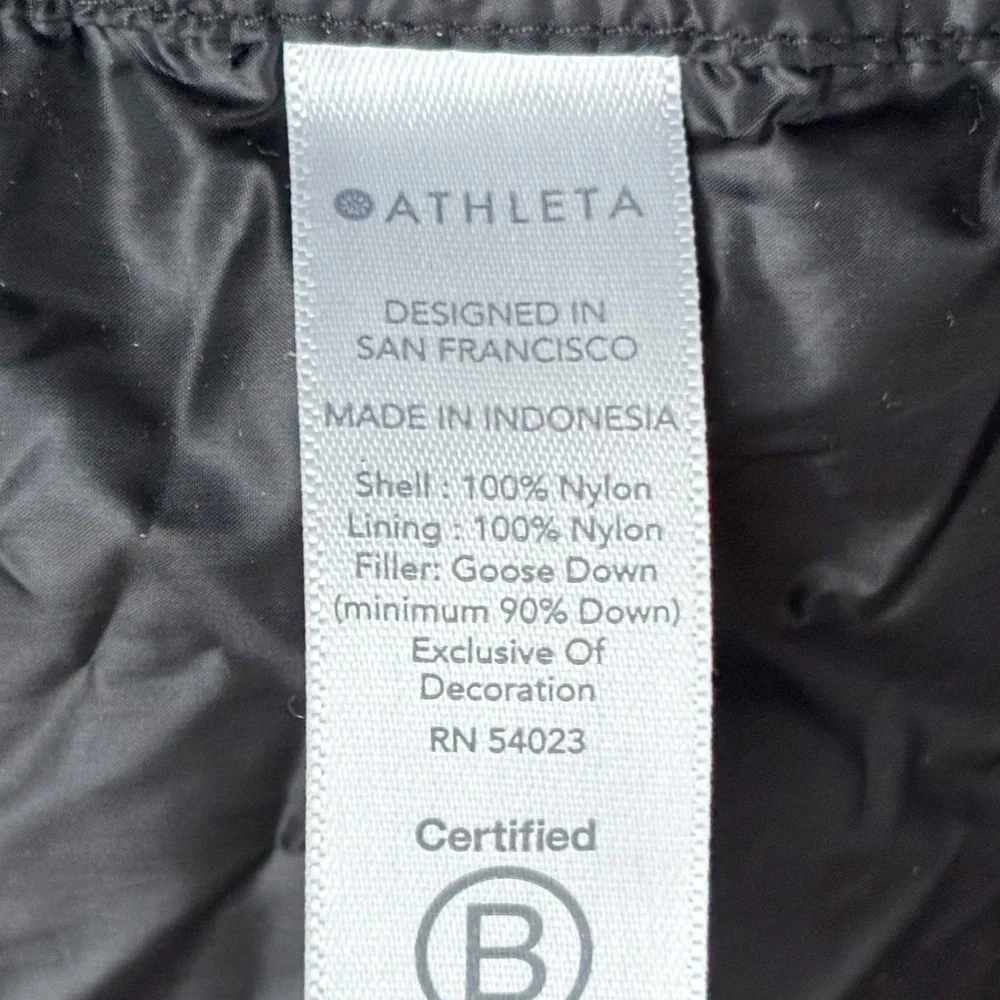 ATHLETA
DESIGNED IN
SAN FRANCISCO
MADE IN INDONESIA
Shell : 100% Nylon
Lining : 100% Nylon
Filler: Goose Down
(minimum 90% Down)
Exclusive Of
Decoration
RN 54023
Certified
B